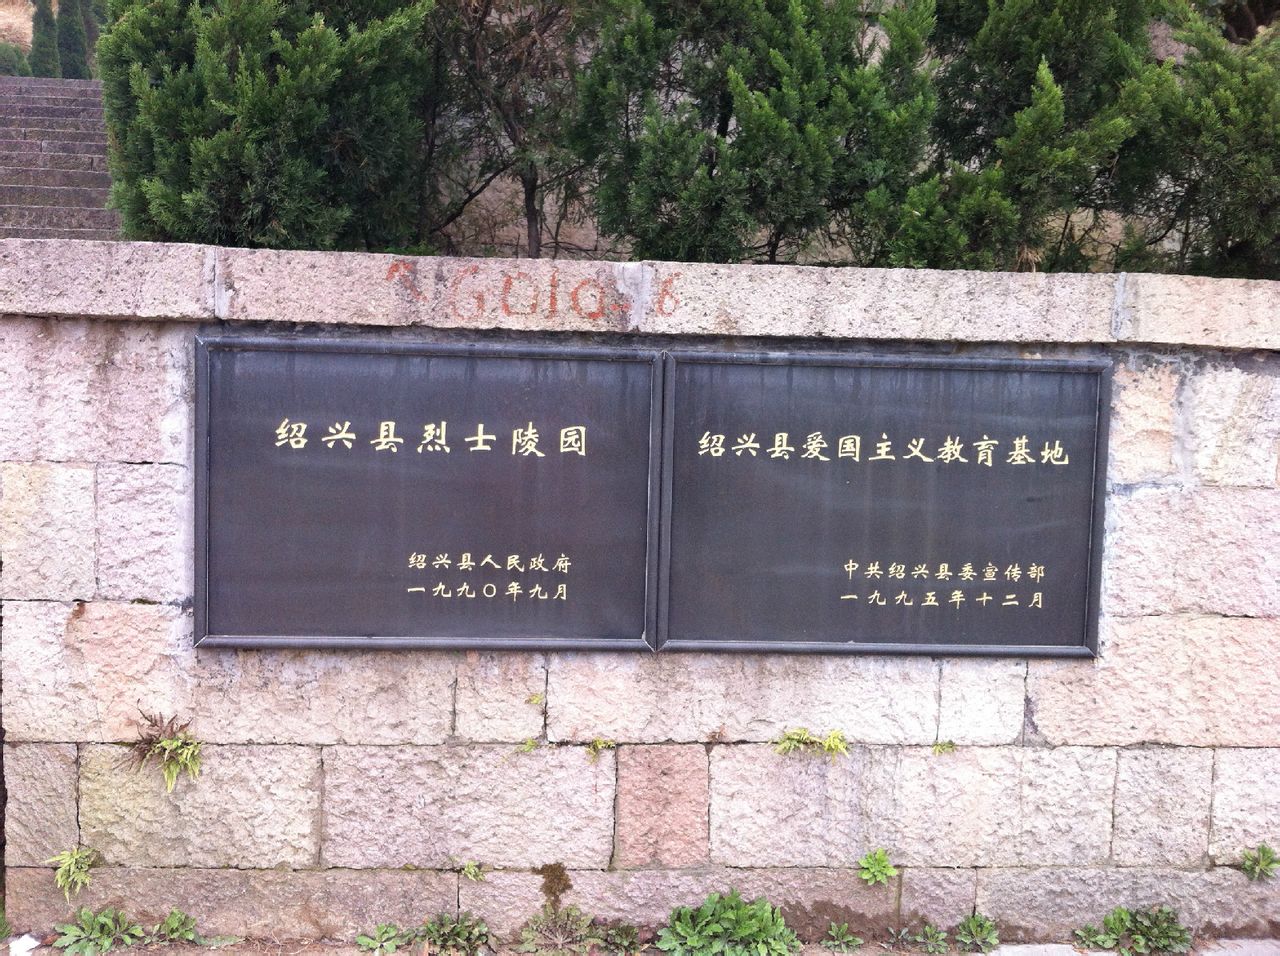 绍兴县烈士陵园
绍兴县人民政府
一九九〇年九月
绍兴县爱国主义教育基地
中共绍兴县委宣传部
一九九五年十二月